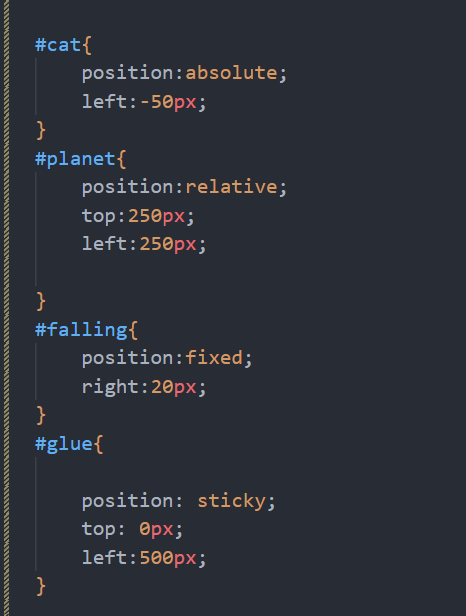 #cat{
position:absolute;
left:-50px;
}
#planet{
position:relative;
top:250px;
left:250px;
}
#falling{
position:fixed;
right:20px;
}
#glue{
position: sticky;
top: 0px;
left:500px;
}